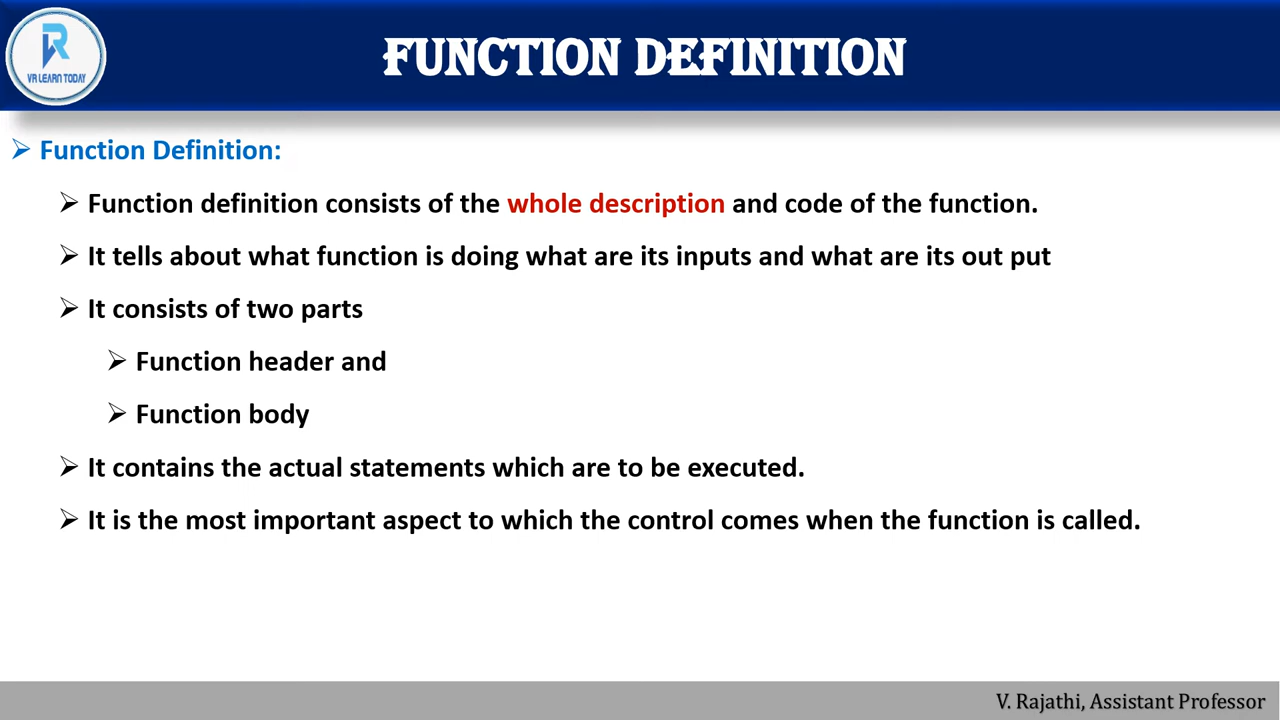 VR LEARN TODAY
FUNCTION DEFINITION
Function Definition:
Function definition consists of the whole description and code of the function.
It tells about what function is doing what are its inputs and what are its out put
It consists of two parts
Function header and
Function body
It contains the actual statements which are to be executed.
It is the most important aspect to which the control comes when the function is called.
V. Rajathi, Assistant Professor